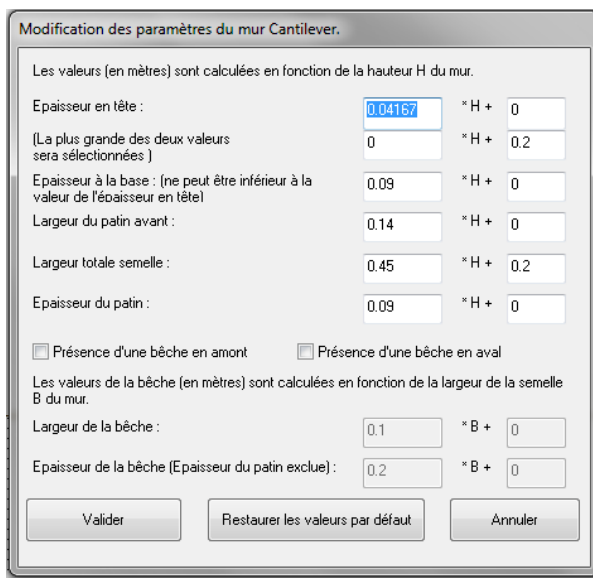 Modification des paramètres du mur Cantilever.
Les valeurs (en mètres) sont calculées en fonction de la hauteur H du mur.
Epaisseur en tête : 0.04167 * H + 0
(La plus grande des deux valeurs
sera sélectionnées ) 0 * H + 0.2
Epaisseur à la base : (ne peut être inférieur à la
valeur de l'épaisseur en tête) 0.09 * H + 0
Largeur du patin avant : 0.14 * H + 0
Largeur totale semelle : 0.45 * H + 0.2
Epaisseur du patin : 0.09 * H + 0
Présence d'une bêche en amont Présence d'une bêche en aval
Les valeurs de la bêche (en mètres) sont calculées en fonction de la largeur de la semelle
B du mur.
Largeur de la bêche : 0.1 * B + 0
Epaisseur de la bêche (Epaisseur du patin exclue) : 0.2 * B + 0
Valider Restaurer les valeurs par défaut Annuler